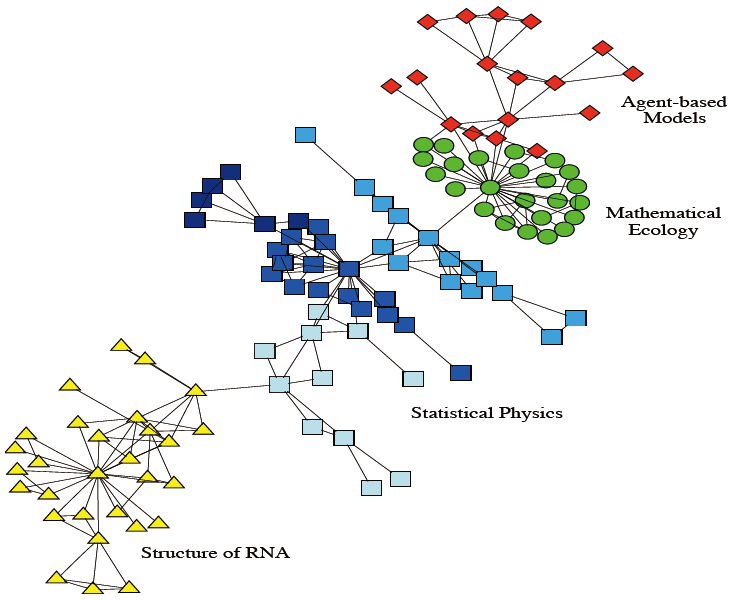 Agent-based
Models
Mathematical
Ecology
Statistical Physics
Structure of RNA